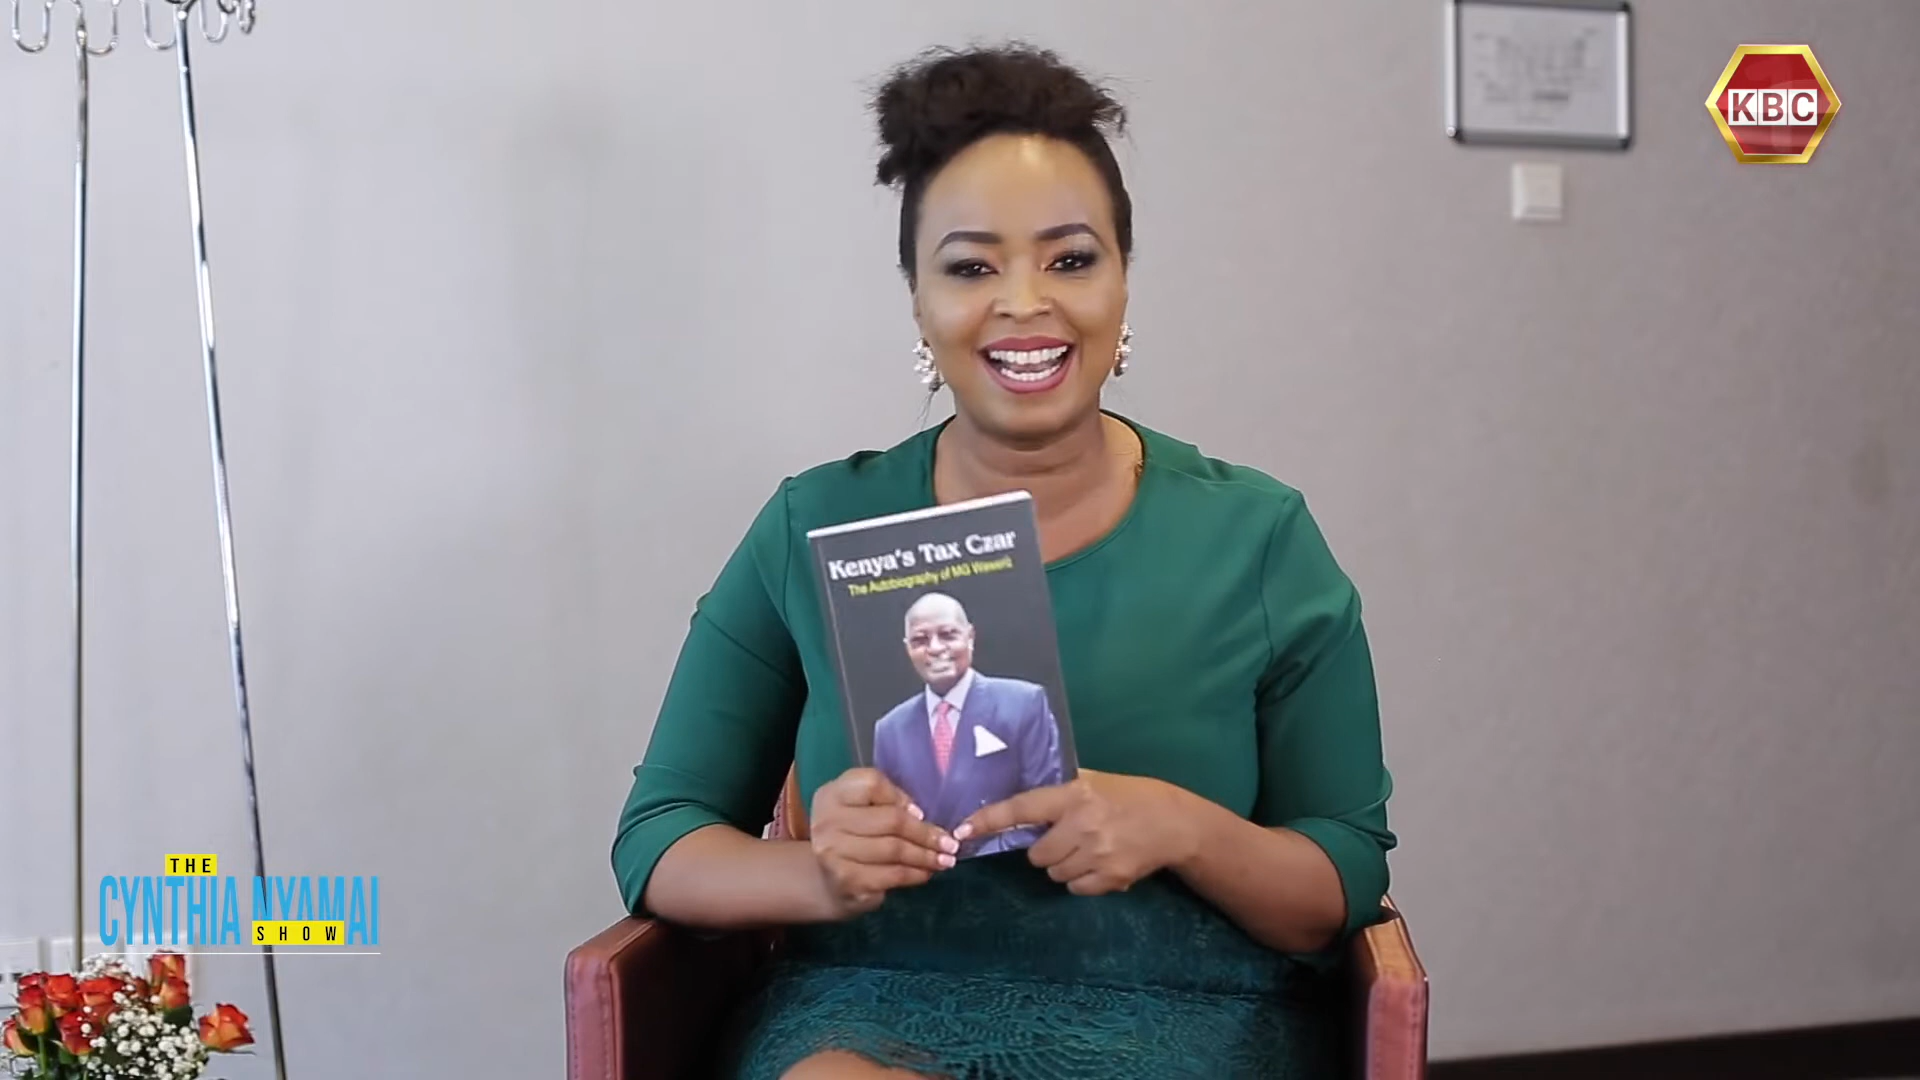 KBC
Kenya's Tax Czar
The Autobiography of MG Waweru
THE
CYNTHIA NYAMAI
SHOW